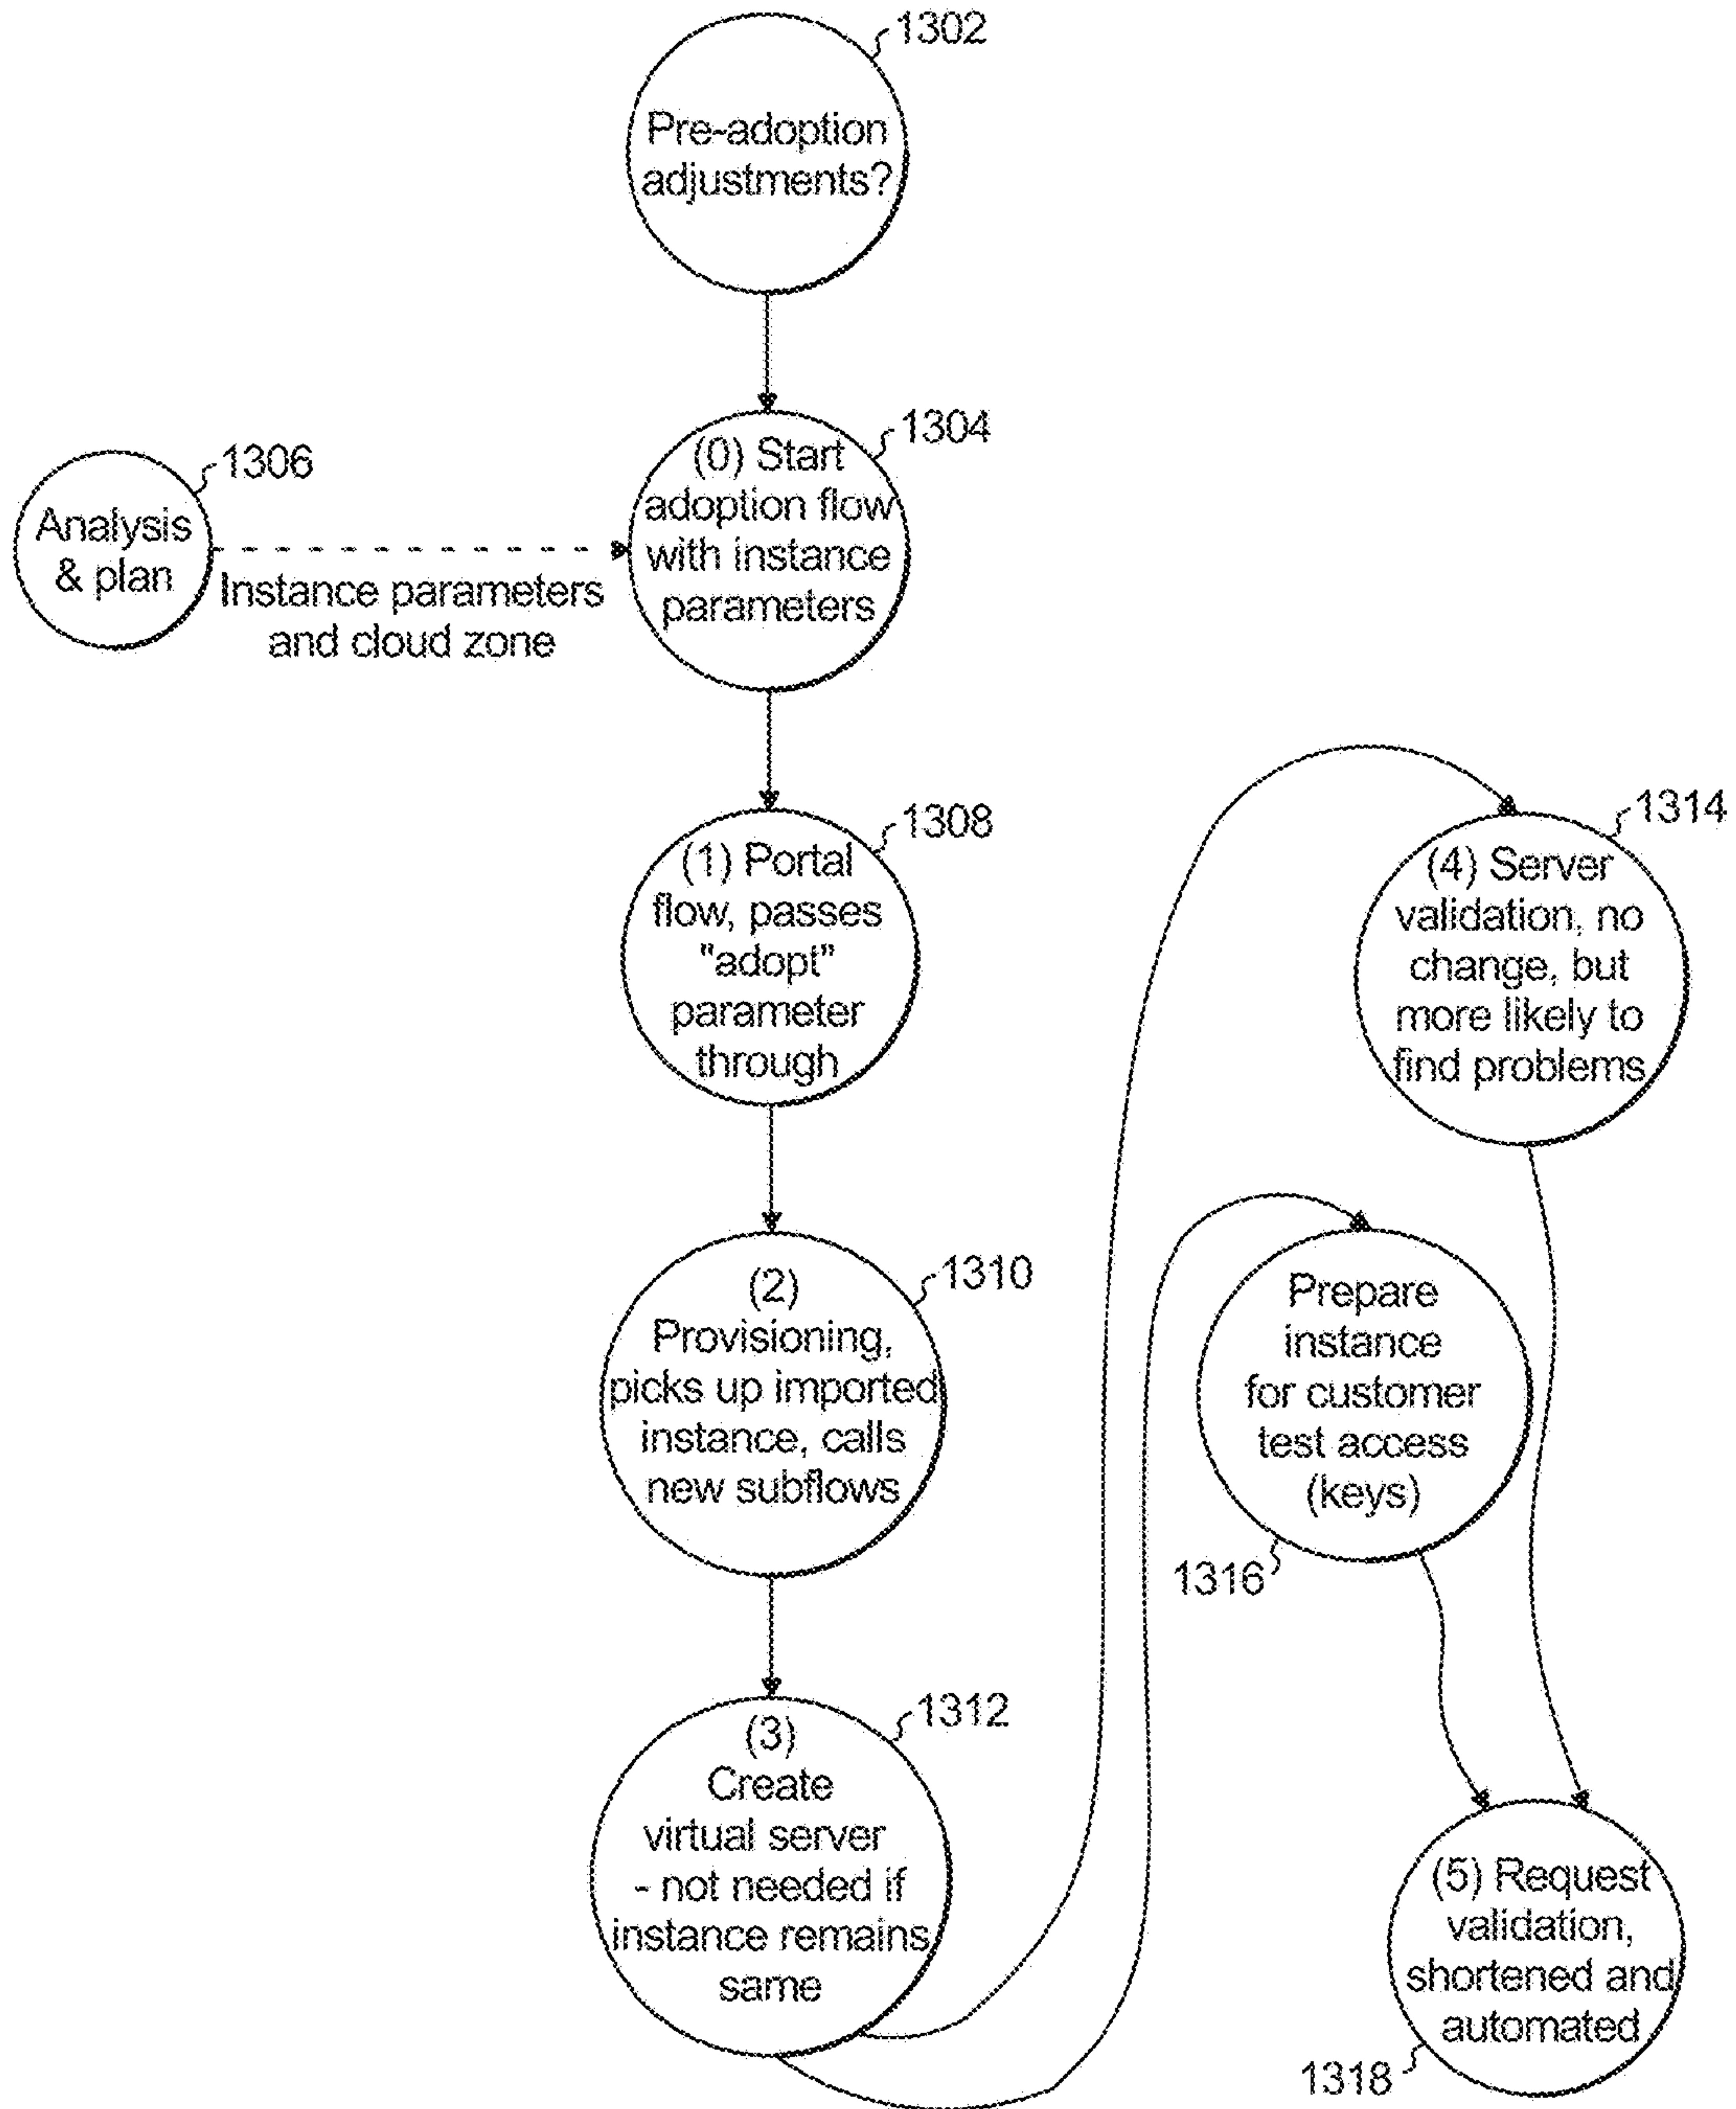 1302
Pre-adoption
adjustments?
1304
(0) Start
adoption flow
with instance
parameters
1306
Analysis
& plan
Instance parameters
and cloud zone
1308
(1) Portal
flow, passes
"adopt"
parameter
through
1310
(2)
Provisioning,
picks up imported
instance, calls
new subflows
1312
(3)
Create
virtual server
- not needed if
instance remains
same
1314
(4) Server
validation, no
change, but
more likely to
find problems
Prepare
instance
for customer
test access
(keys)
1316
(5) Request
validation,
shortened and
automated
1318